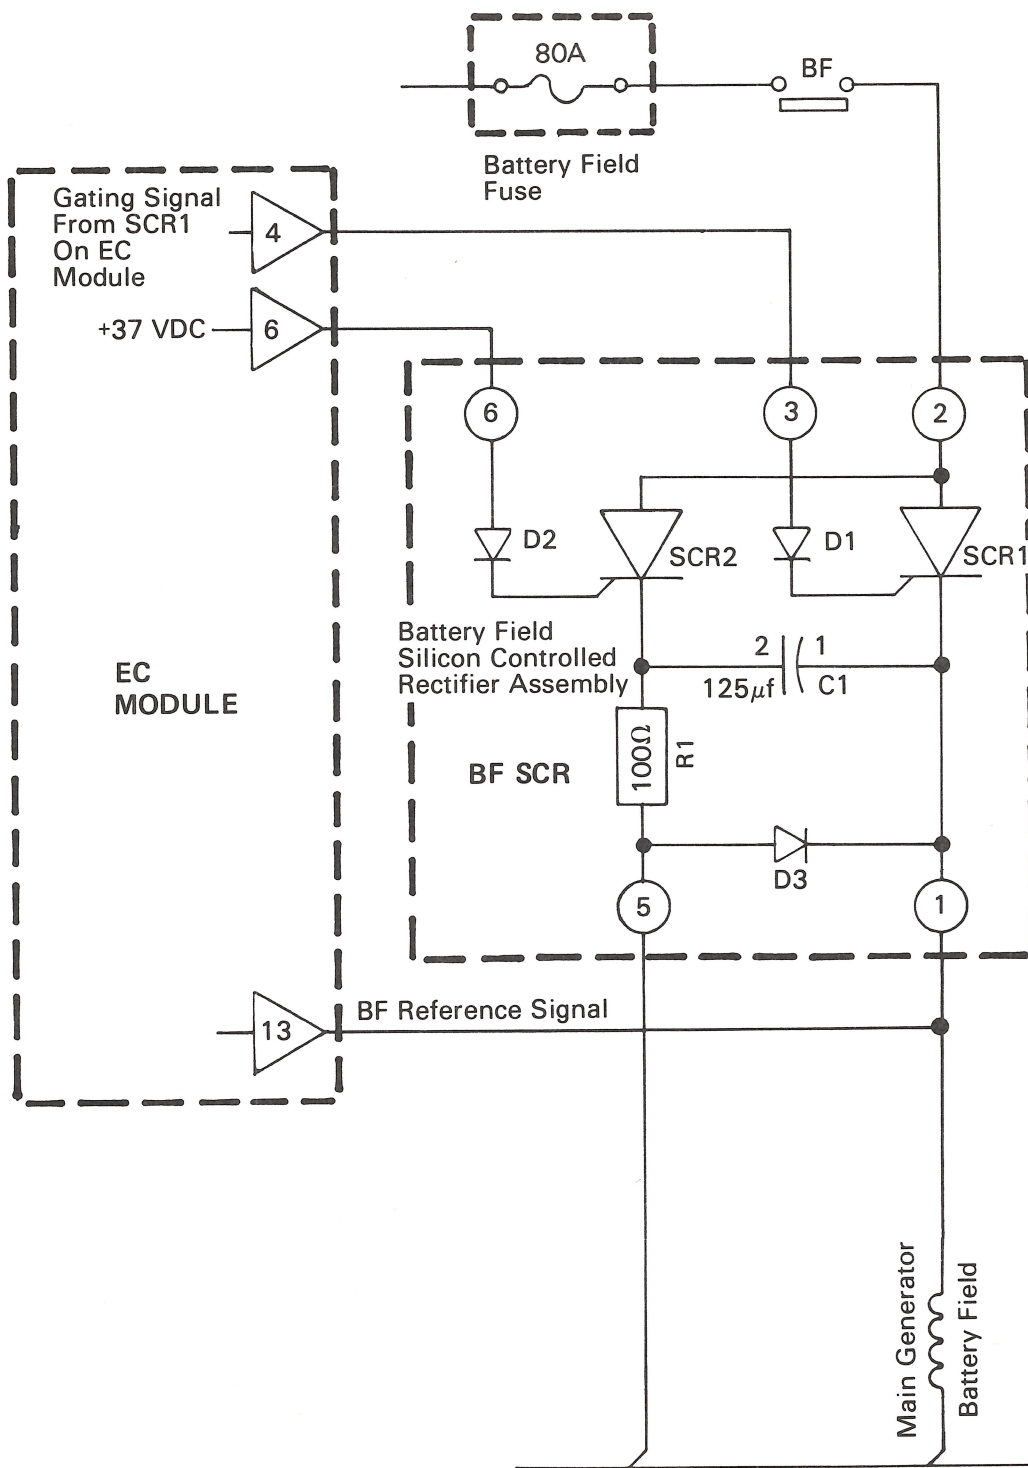 80A
BF
Battery Field
Fuse
Gating Signal
From SCR1
On EC
Module
4
+37 VDC
6
6
3
2
D2
SCR2
D1
SCR1
Battery Field
Silicon Controlled
Rectifier Assembly
2
1
125µf
C1
EC
MODULE
BF SCR
100Ω
R1
D3
5
1
13
BF Reference Signal
Main Generator
Battery Field